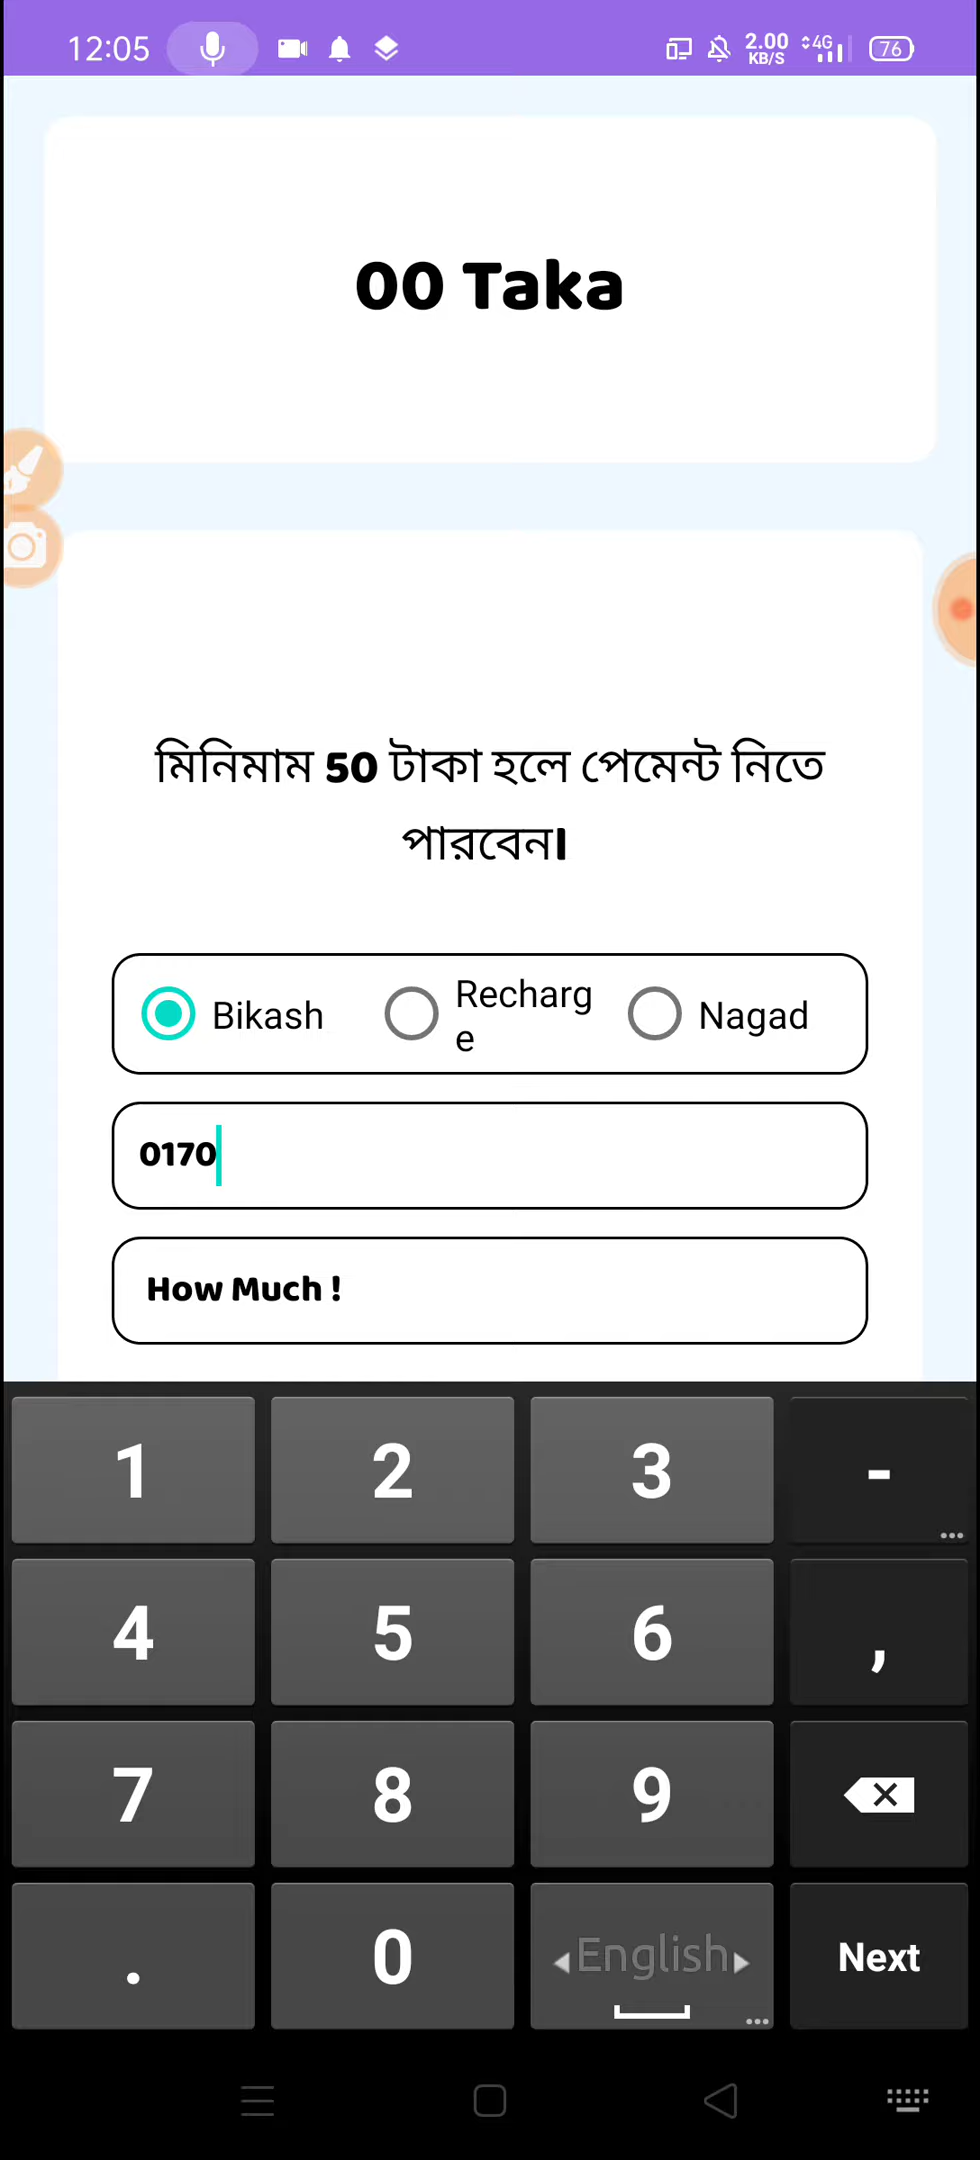 12:05 2.00 KB/S 4G 76
00 Taka
মিনিমাম 50 টাকা হলে পেমেন্ট নিতে
পারবেন।
Bikash Recharg
e Nagad
0170
How Much !
1 2 3 -
4 5 6 ,
7 8 9
. 0 English Next